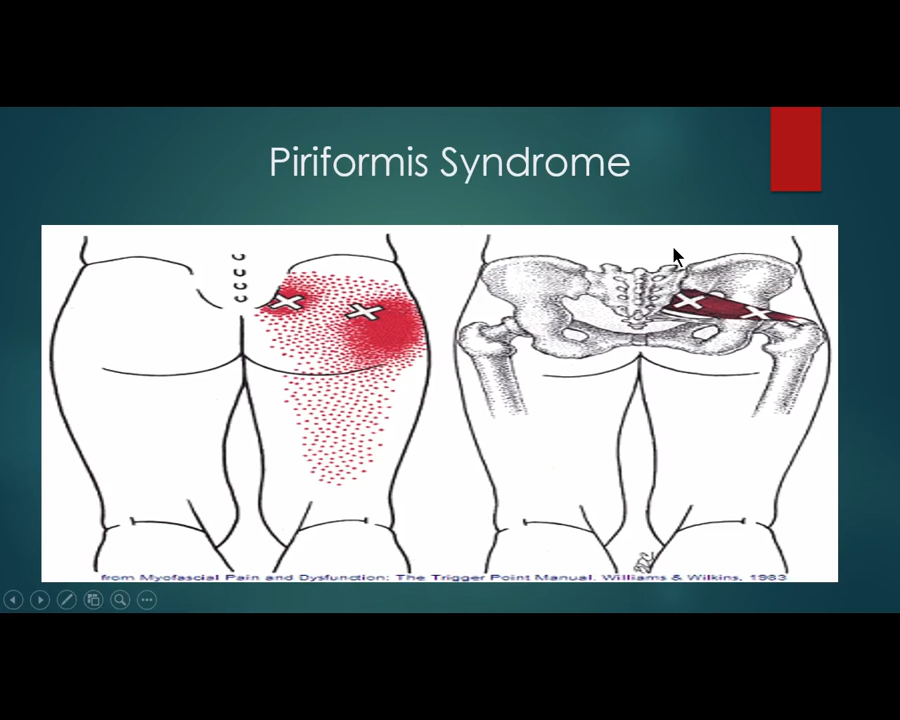 Piriformis Syndrome
from Myofascial Pain and Dysfunction: The Trigger Point Manual. Williams & Wilkins, 1983